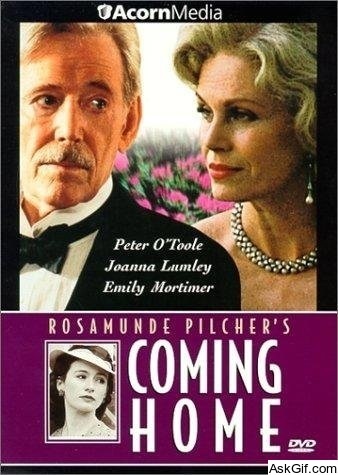 AcornMedia
Peter O'Toole
Joanna Lumley
Emily Mortimer
ROSAMUNDE PILCHER'S
COMING
HOME
DVD
AskGif.com